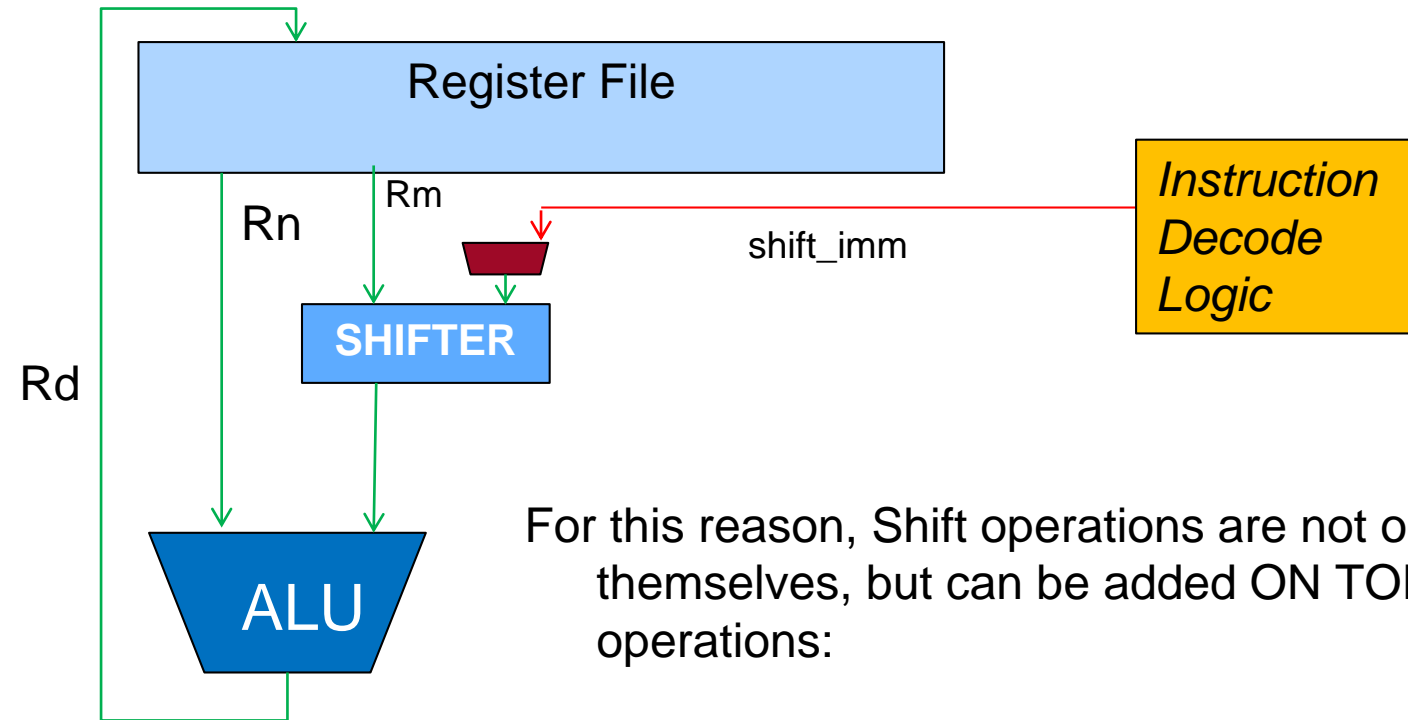 Register File
Instruction
Decode
Logic
Rn
Rm
shift_imm
SHIFTER
Rd
For this reason, Shift operations are not
themselves, but can be added ON
operations:
ALU